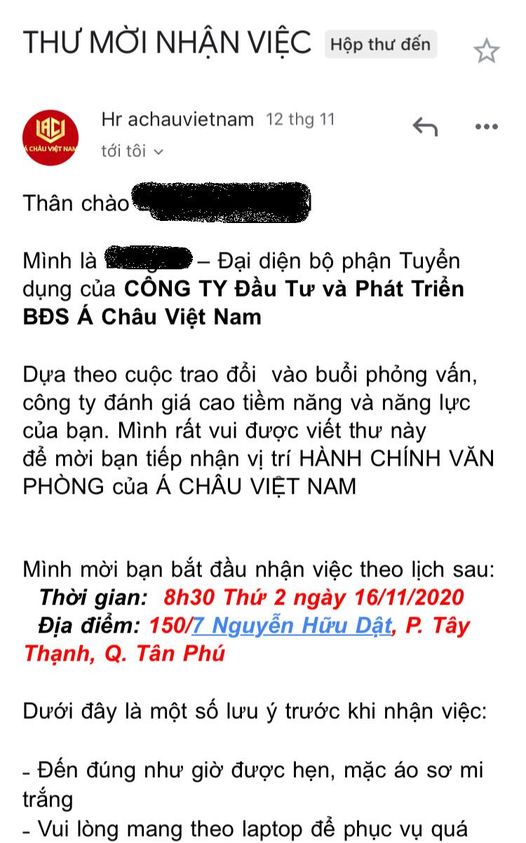 THƯ MỜI NHẬN VIỆC Hộp thư đến
LACI
Á CHÂU VIỆT NAM
Hr achauvietnam 12 thg 11
tới tôi
Thân chào
Mình là – Đại diện bộ phận Tuyển
dụng của CÔNG TY Đầu Tư và Phát Triển
BĐS Á Châu Việt Nam
Dựa theo cuộc trao đổi vào buổi phỏng vấn,
công ty đánh giá cao tiềm năng và năng lực
của bạn. Mình rất vui được viết thư này
để mời bạn tiếp nhận vị trí HÀNH CHÍNH VĂN
PHÒNG của Á CHÂU VIỆT NAM
Mình mời bạn bắt đầu nhận việc theo lịch sau:
Thời gian: 8h30 Thứ 2 ngày 16/11/2020
Địa điểm: 150/7 Nguyễn Hữu Dật, P. Tây
Thạnh, Q. Tân Phú
Dưới đây là một số lưu ý trước khi nhận việc:
- Đến đúng như giờ được hẹn, mặc áo sơ mi
trắng
- Vui lòng mang theo laptop để phục vụ quá